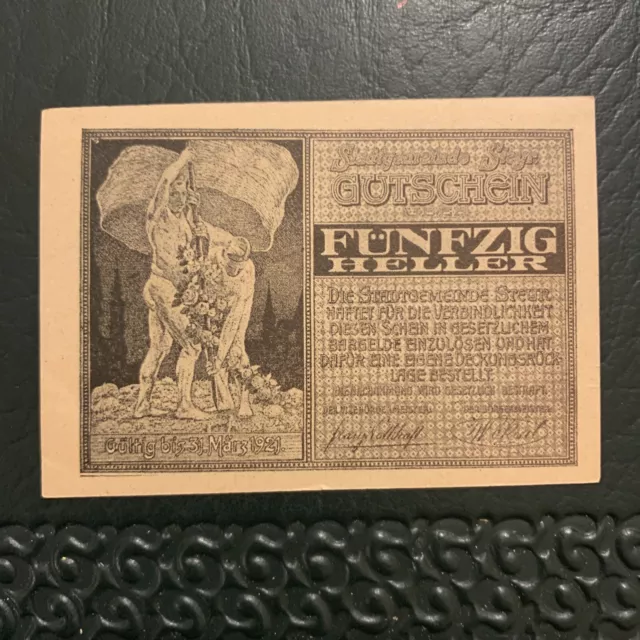 Stadtgemeinde Steyr
GUTSCHEIN
FÜNFZIG
HELLER
DIE STADTGEMEINDE STEYR
HAFTET FÜR DIE VERBINDLICHKEIT
DIESEN SCHEIN IN GESETZLICHEM
BARGELDE EINZULÖSEN UND HAT
DAFÜR EINE EIGENE DECKUNGSRÜCK
LAGE BESTELLT.
NACHAHMUNG WIRD GESETZLICH BESTRAFT.
Gültig bis 31. März 1921